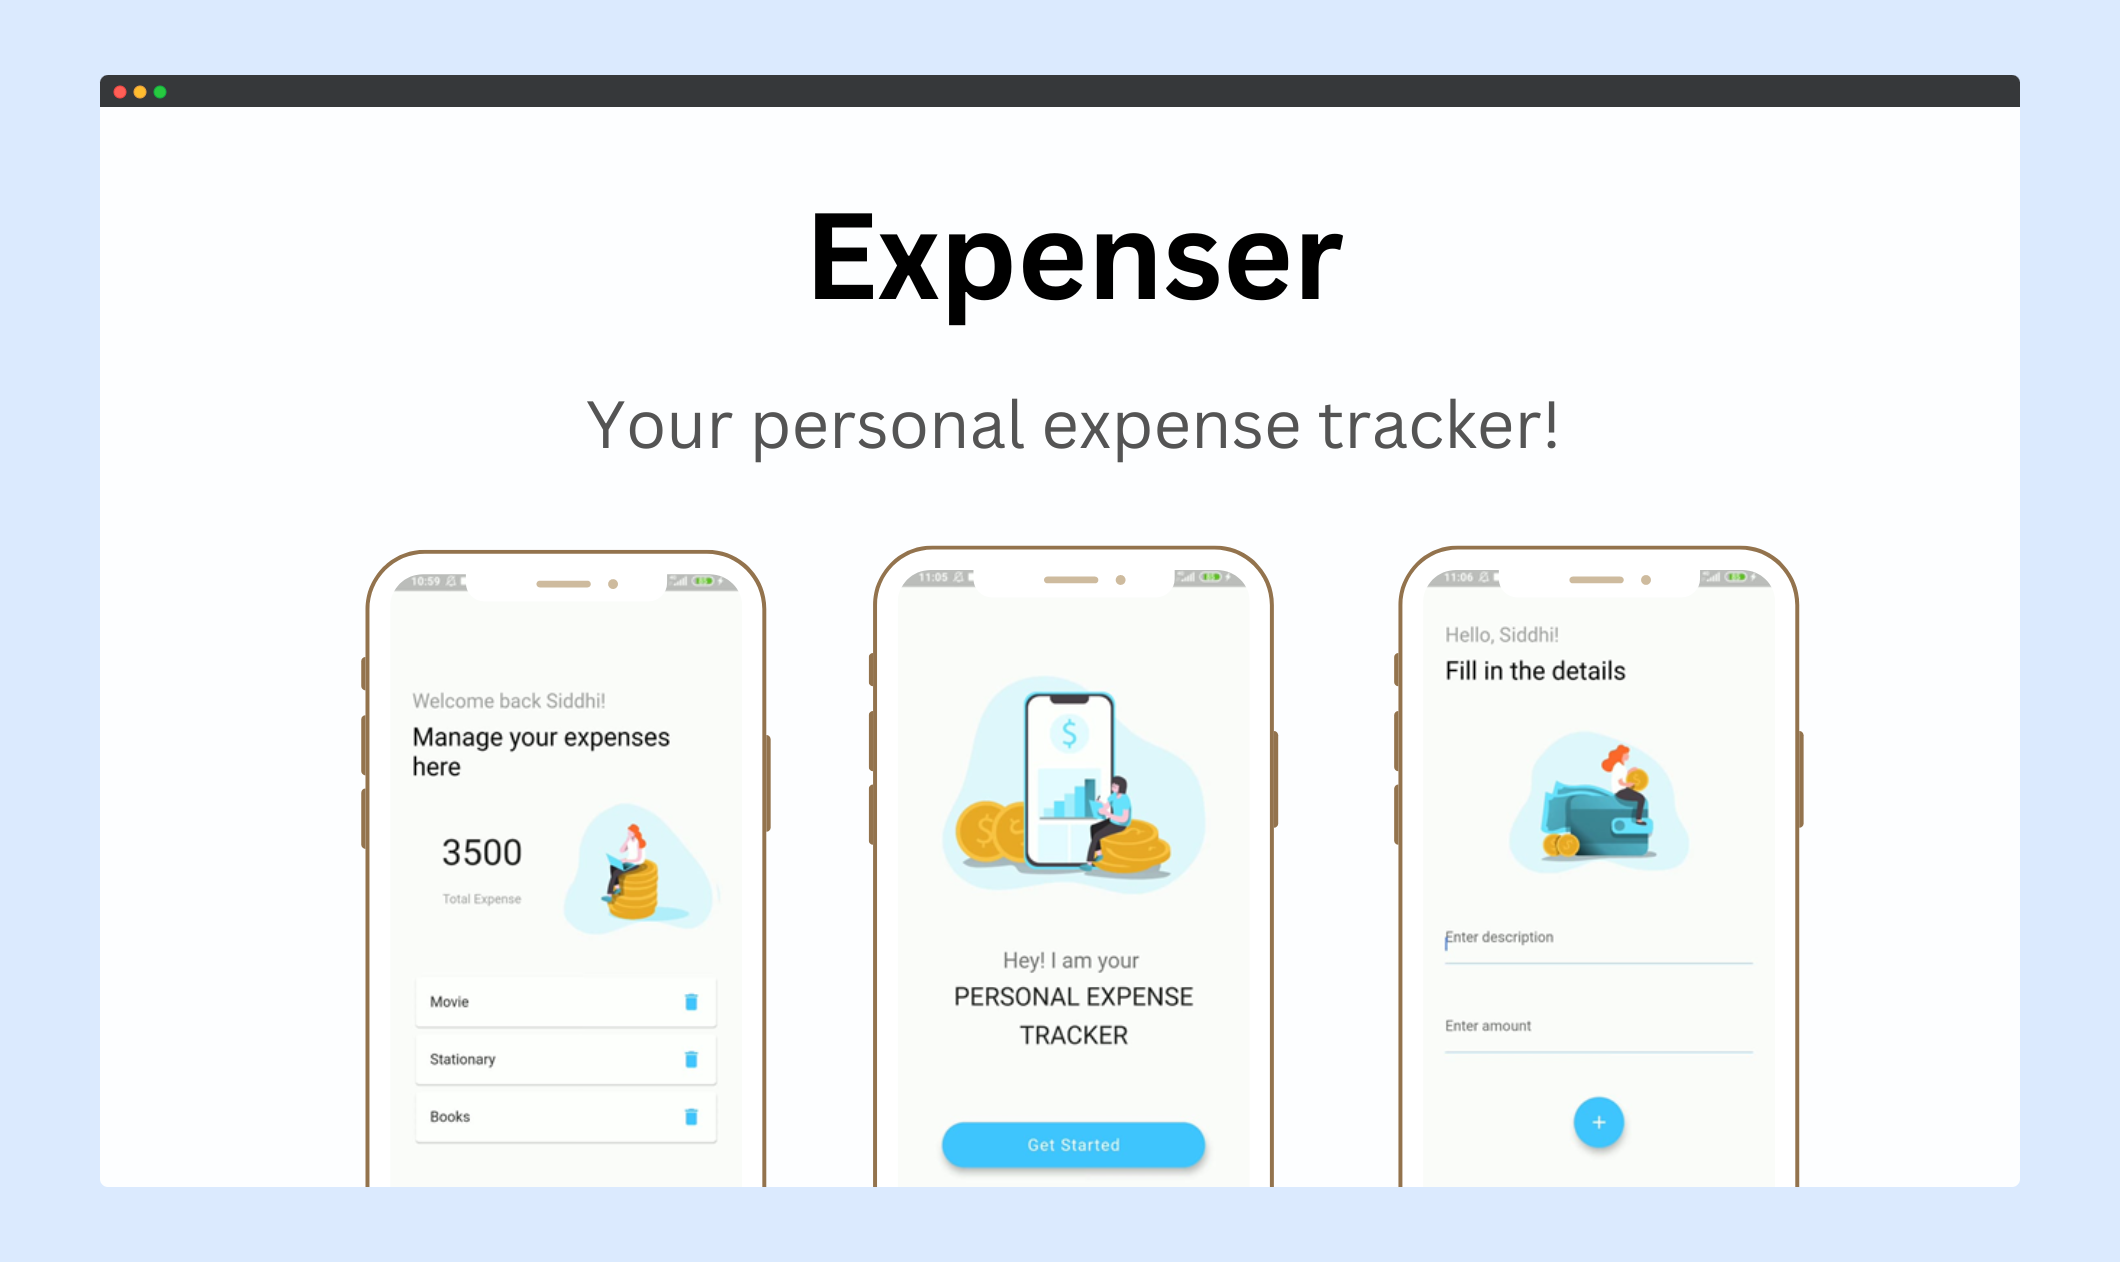 Expenser
Your personal expense tracker!
10:59
Welcome back Siddhi!
Manage your expenses
here
3500
Total Expense
Movie
Stationary
Books
11:05
$
$
Hey! I am your
PERSONAL EXPENSE
TRACKER
Get Started
11:06
Hello, Siddhi!
Fill in the details
Enter description
Enter amount
+